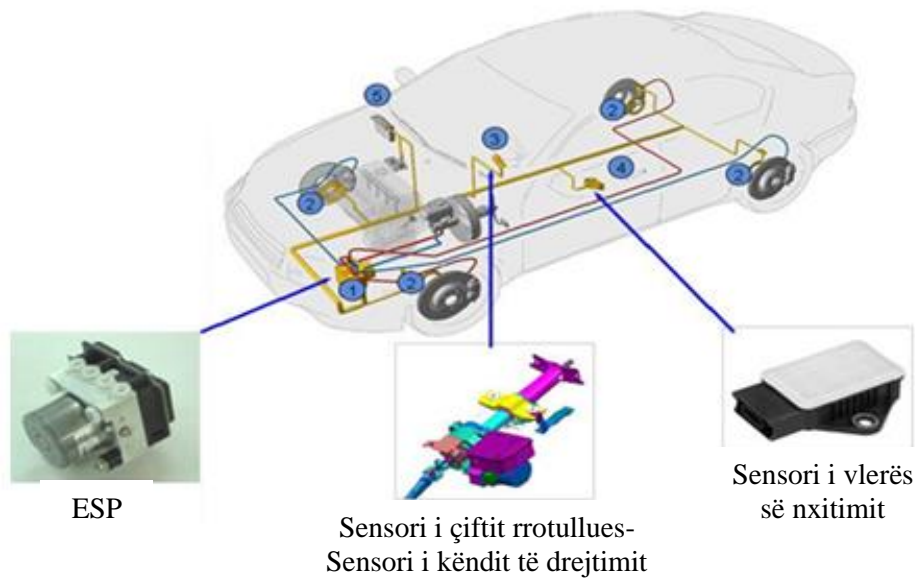 5
3
2
4
2
2
1
2
ESP
Sensori i çiftit rrotullues-
Sensori i këndit të drejtimit
Sensori i vlerës
së nxitimit